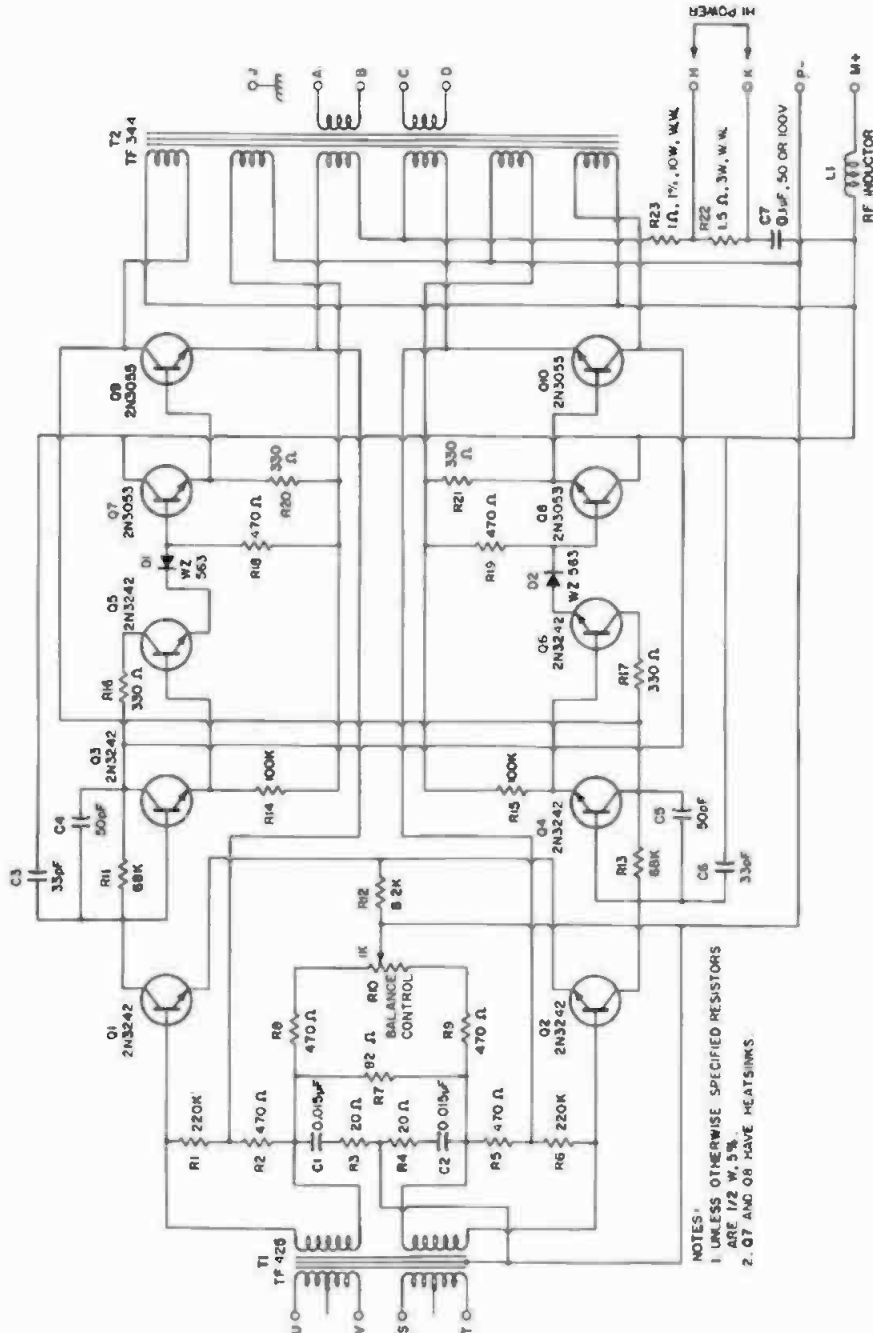 HI POWER
J
A
B
C
D
H
K
P-
M+
T2
TF 344
R23
1Ω, 1%, 10W, W.W.
R22
1.5 Ω, 3W, W.W.
C7
0.1µF, 50 OR 100V
L1
RF INDUCTOR
Q9
2N3055
Q10
2N3055
Q7
2N3053
330
Ω
R20
330
Ω
R21
Q8
2N3053
D1
WZ
563
470 Ω
R18
470 Ω
R19
D2
WZ 563
Q5
2N3242
Q6
2N3242
R16
330 Ω
R17
330 Ω
Q3
2N3242
100K
R14
100K
R15
Q4
2N3242
C4
50pF
C5
50pF
C3
33pF
R11
68K
R12
8.2K
R13
68K
C6
33pF
Q1
2N3242
1K
R10
BALANCE
CONTROL
Q2
2N3242
R8
470 Ω
R9
470 Ω
82 Ω
R7
220K
R1
470 Ω
R2
0.015µF
C1
20 Ω
R3
20 Ω
R4
0.015µF
C2
470 Ω
R5
220K
R6
T1
TF 426
U
V
S
T
NOTES:
1. UNLESS OTHERWISE SPECIFIED RESISTORS
ARE 1/2 W, 5%.
2. Q7 AND Q8 HAVE HEATSINKS.